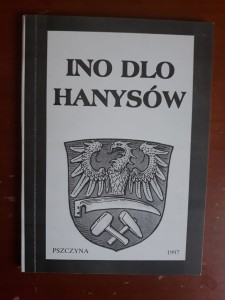 INO DLO
HANYSÓW
PSZCZYNA 1997